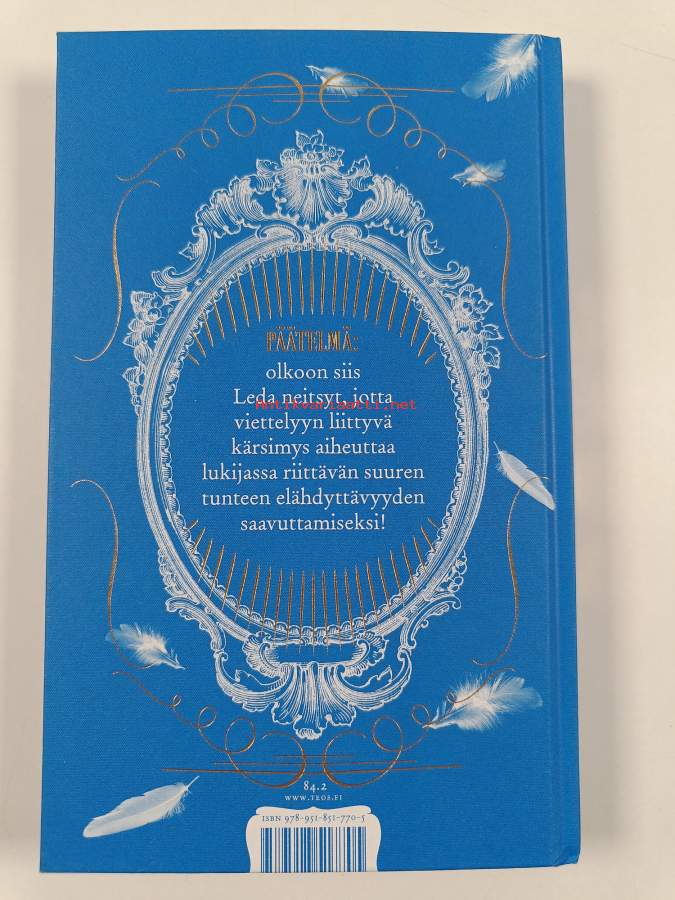 PÄÄTELMÄ:
olkoon siis
Leda neitsyt, jotta
Antikvariaatti.net
viettelyyn liittyvä
kärsimys aiheuttaa
lukijassa riittävän suuren
tunteen elähdyttävyyden
saavuttamiseksi!
84.2
WWW.TEOS.FI
ISBN 978-951-851-770-5